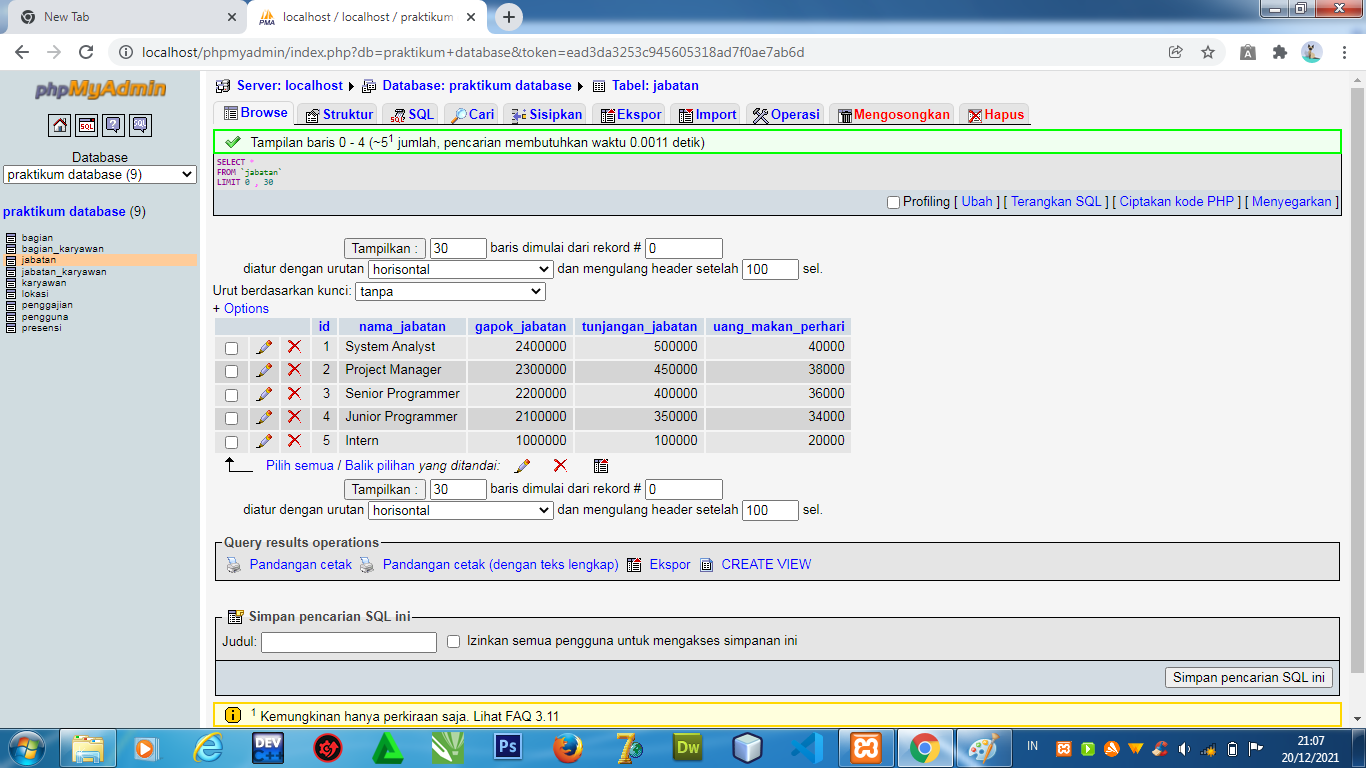 New Tab
localhost / localhost / praktikum
localhost/phpmyadmin/index.php?db=praktikum+database&token=ead3da3253c945605318ad7f0ae7ab6d
phpMyAdmin
Server: localhost Database: praktikum database Tabel: jabatan
Browse Struktur SQL Cari Sisipkan Ekspor Import Operasi Mengosongkan Hapus
Database
praktikum database (9)
praktikum database (9)
bagian
bagian_karyawan
jabatan
jabatan_karyawan
karyawan
lokasi
penggajian
pengguna
presensi
Tampilan baris 0 - 4 (~5¹ jumlah, pencarian membutuhkan waktu 0.0011 detik)
SELECT *
FROM `jabatan`
LIMIT 0 , 30
Profiling [ Ubah ] [ Terangkan SQL ] [ Ciptakan kode PHP ] [ Menyegarkan ]
Tampilkan : 30 baris dimulai dari rekord # 0
diatur dengan urutan horisontal dan mengulang header setelah 100 sel.
Urut berdasarkan kunci: tanpa
+ Options
id nama_jabatan gapok_jabatan tunjangan_jabatan uang_makan_perhari
1 System Analyst 2400000 500000 40000
2 Project Manager 2300000 450000 38000
3 Senior Programmer 2200000 400000 36000
4 Junior Programmer 2100000 350000 34000
5 Intern 1000000 100000 20000
Pilih semua / Balik pilihan yang ditandai:
Tampilkan : 30 baris dimulai dari rekord # 0
diatur dengan urutan horisontal dan mengulang header setelah 100 sel.
Query results operations
Pandangan cetak Pandangan cetak (dengan teks lengkap) Ekspor CREATE VIEW
Simpan pencarian SQL ini
Judul: Izinkan semua pengguna untuk mengakses simpanan ini
Simpan pencarian SQL ini
¹ Kemungkinan hanya perkiraan saja. Lihat FAQ 3.11
DEV C++ Ps Dw IN 21:07
20/12/2021